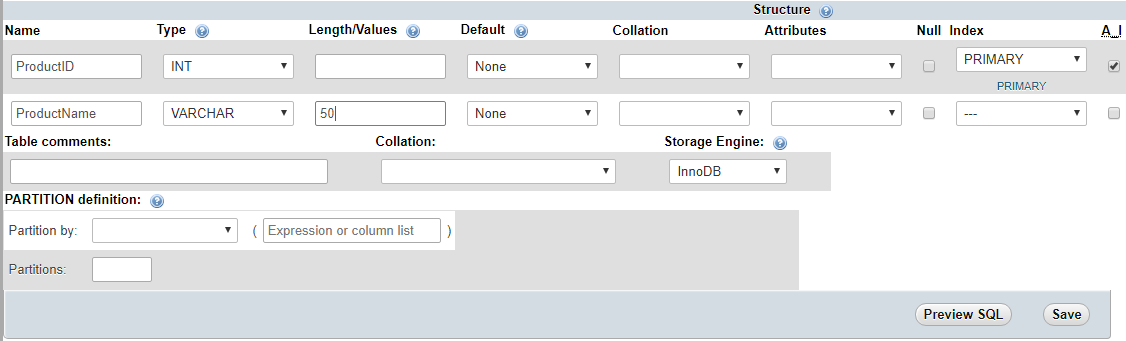 Structure
Name Type Length/Values Default Collation Attributes Null Index A_I
ProductID INT None PRIMARY
PRIMARY
ProductName VARCHAR 50 None ---
Table comments: Collation: Storage Engine:
InnoDB
PARTITION definition:
Partition by: ( Expression or column list )
Partitions:
Preview SQL Save